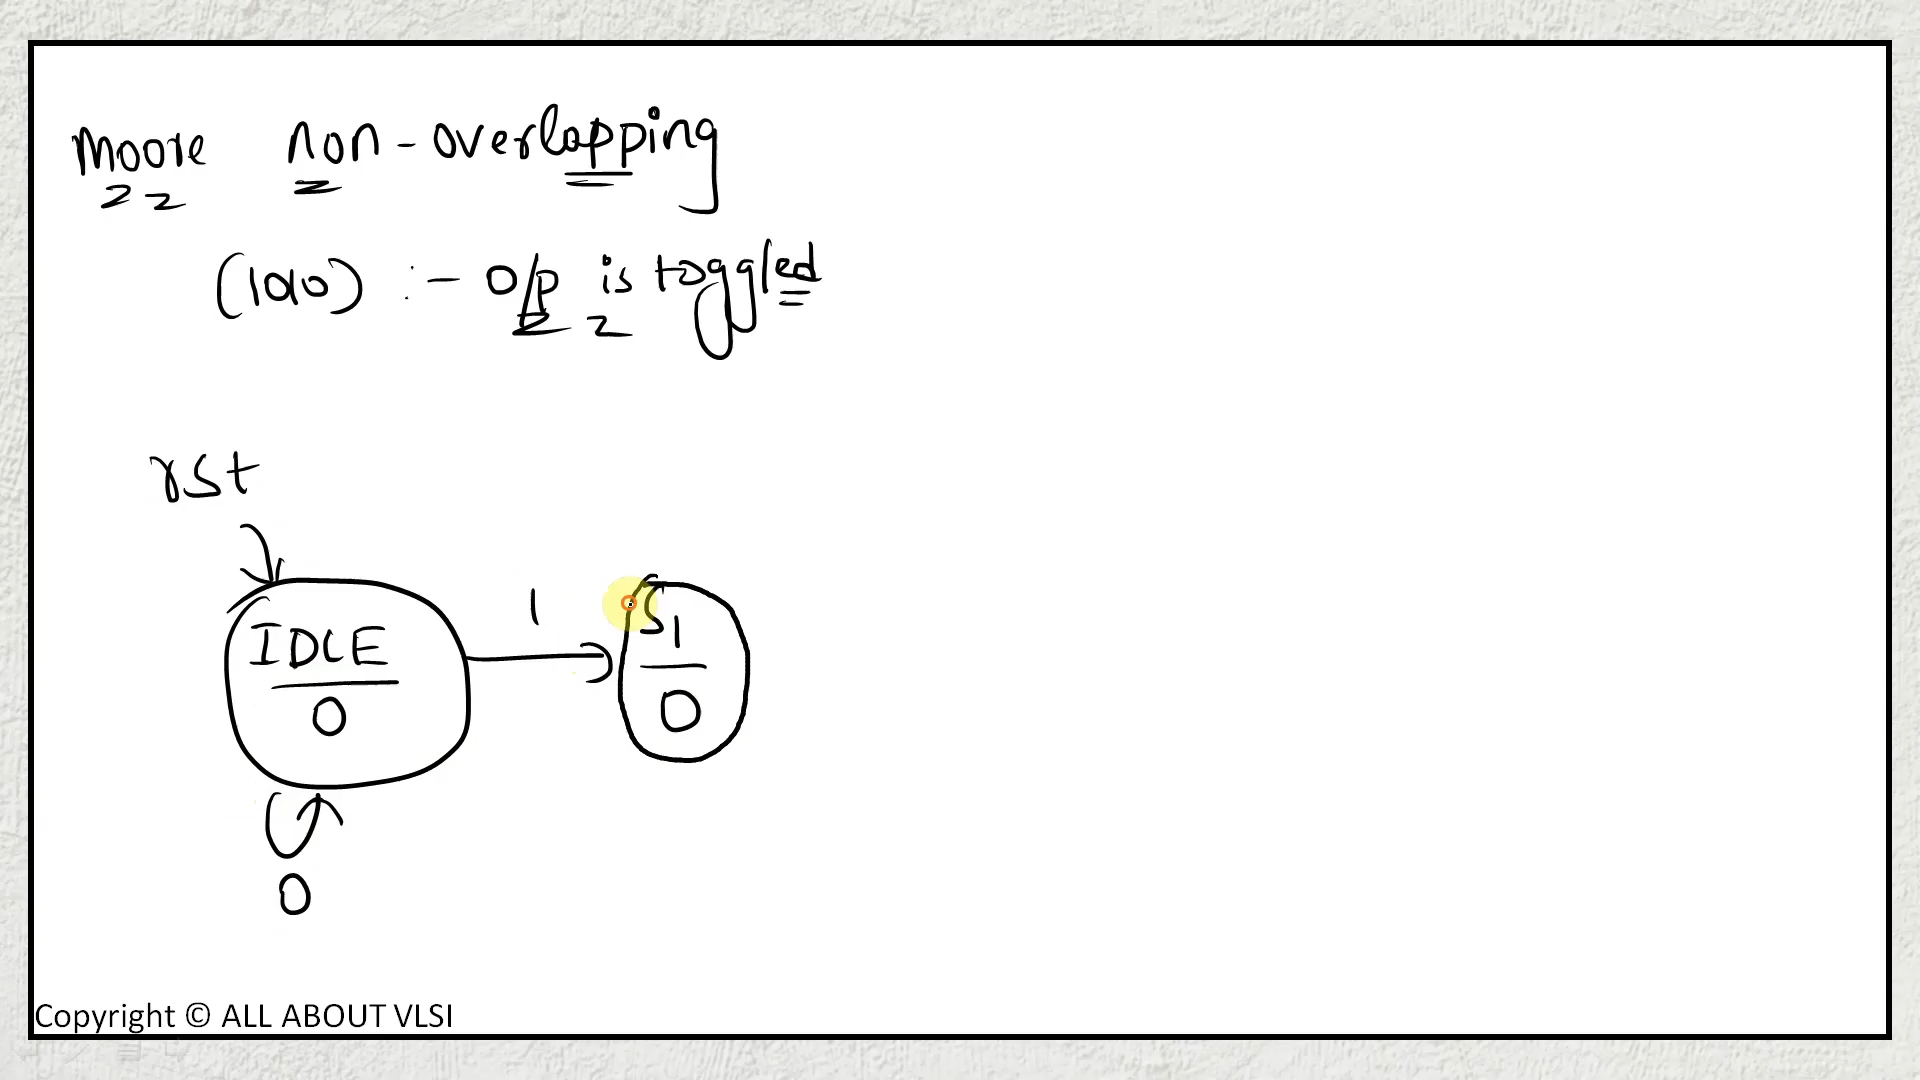 Moore non-overlapping
(1010) :- O/p is toggled
rst
1
IDLE
0
S1
0
0
Copyright © ALL ABOUT VLSI